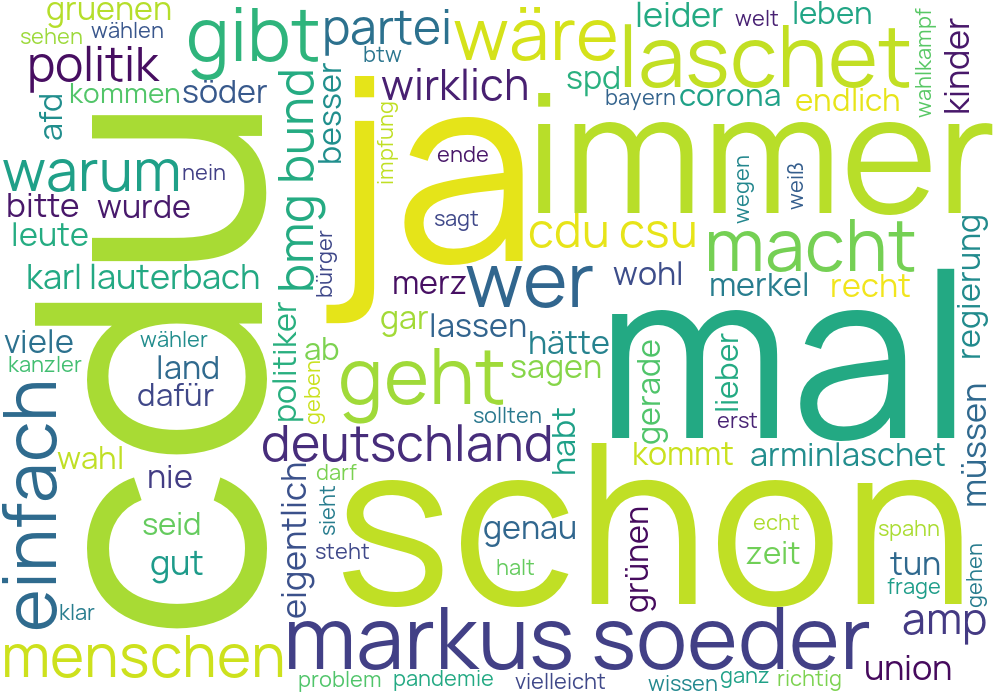 gruenen
sehen
wählen
gibt
partei
btw
wäre
leider
welt
leben
laschet
wahlkampf
kinder
politik
afd
kommen
söder
bmg bund
besser
wirklich
impfung
spd
bayern
corona
endlich
cdu
ja
immer
warum
nein
ende
wegen
weiß
bitte
wurde
sagt
leute
bürger
cdu csu
macht
regierung
karl lauterbach
merz
wer
wohl
merkel
recht
mal
viele
wähler
kanzler
land
dafür
politiker
ab
geben
gar
lassen
hätte
geht
sagen
gerade
lieber
erst
sollten
einfach
wahl
nie
deutschland
habt
kommt
arminlaschet
müssen
schon
seid
gut
eigentlich
darf
sieht
steht
genau
halt
grünen
echt
zeit
spahn
tun
frage
gehen
klar
amp
menschen
markus soeder
union
problem
pandemie
vielleicht
wissen
ganz
richtig